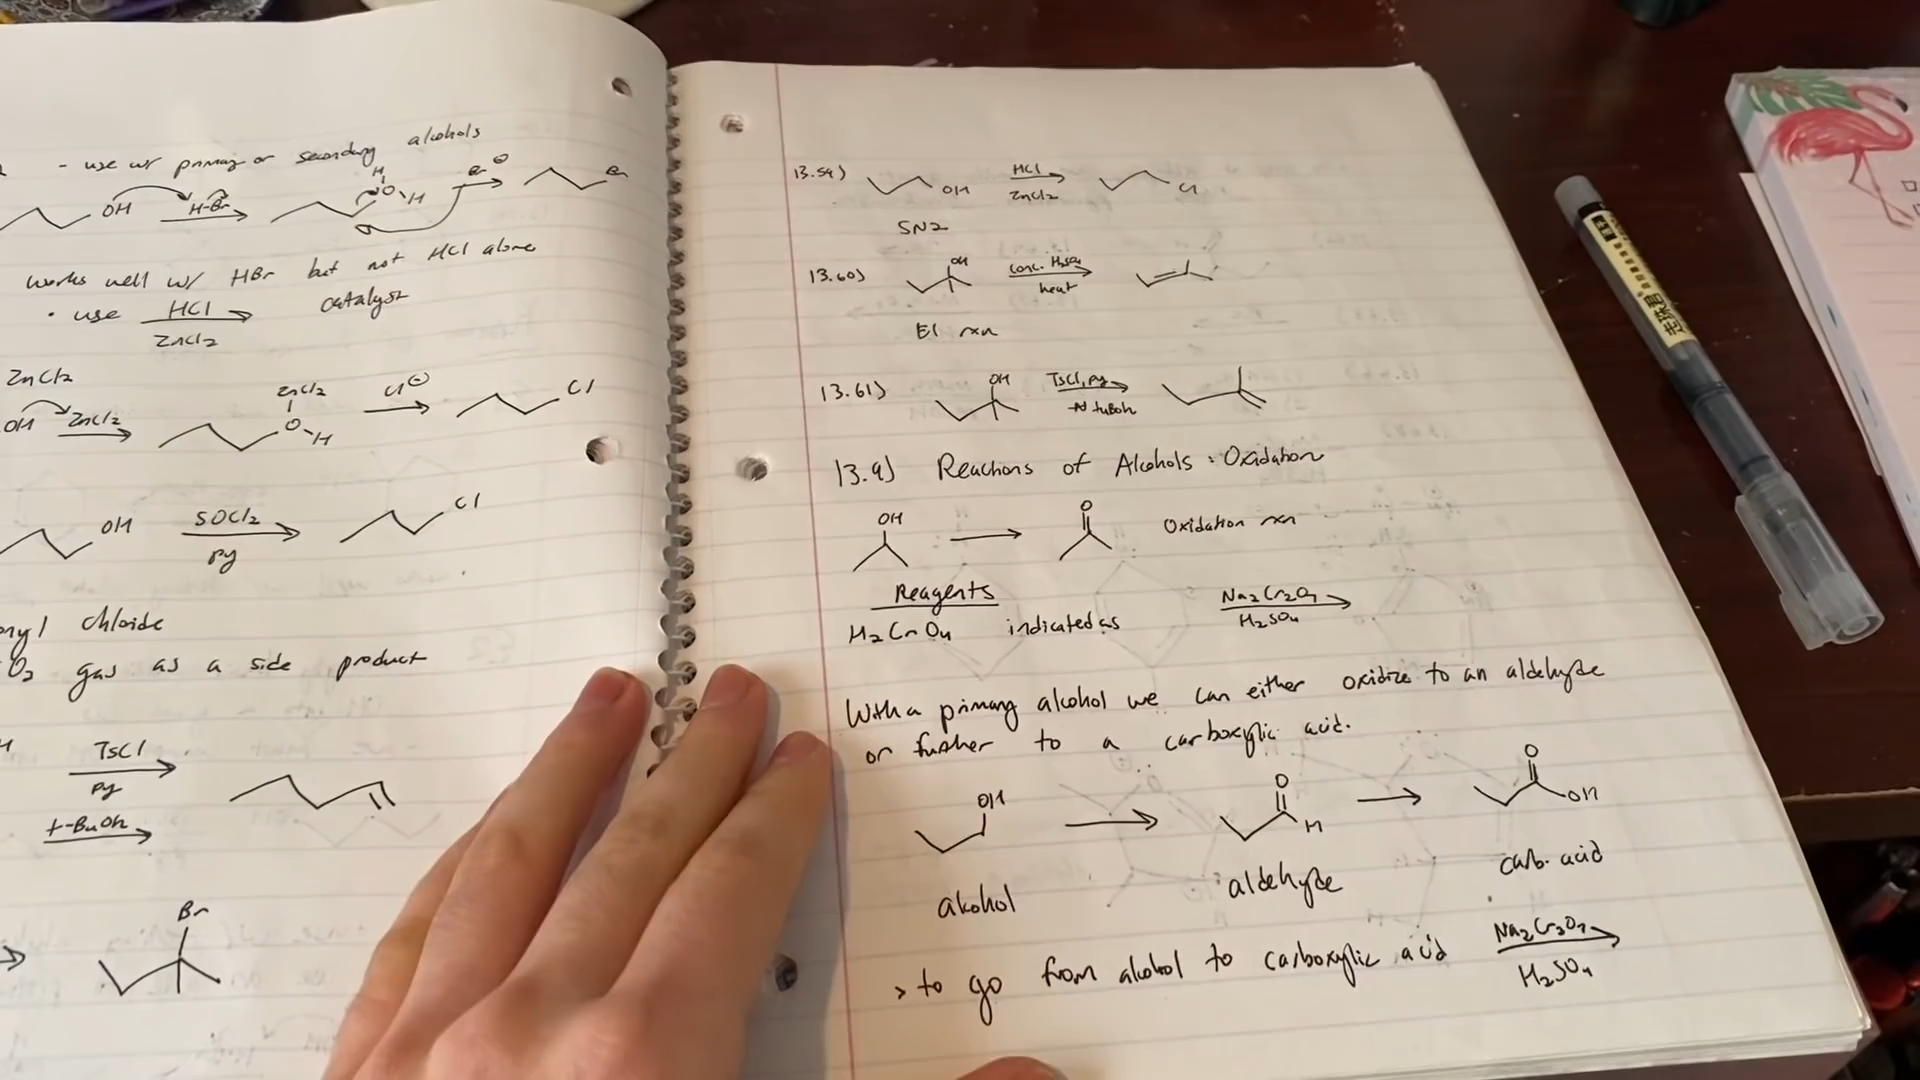 - use w/ primary or secondary alcohols
H
OH H-Br O H Br⊖ Br
works well w/ HBr but not HCl alone
• use HCl catalyst
ZnCl2
ZnCl2
OH ZnCl2 ZnCl2 O-H Cl⊖ Cl
OH SOCl2 Cl
py
onyl chloride
O2 gas as a side product
TsCl
py
t-BuOk
Br
13.59) OH HCl Cl
ZnCl2
SN2
13.60) OH conc. H2SO4
heat
E1 rxn
13.61) OH TsCl, py
13.9) Reactions of Alcohols: Oxidation
OH O Oxidation rxn
Reagents
H2CrO4 indicated as Na2Cr2O7
H2SO4
With a primary alcohol we can either oxidize to an aldehyde
or further to a carboxylic acid.
OH O H O OH
alcohol aldehyde carb. acid
> to go from alcohol to carboxylic acid Na2Cr2O7
H2SO4